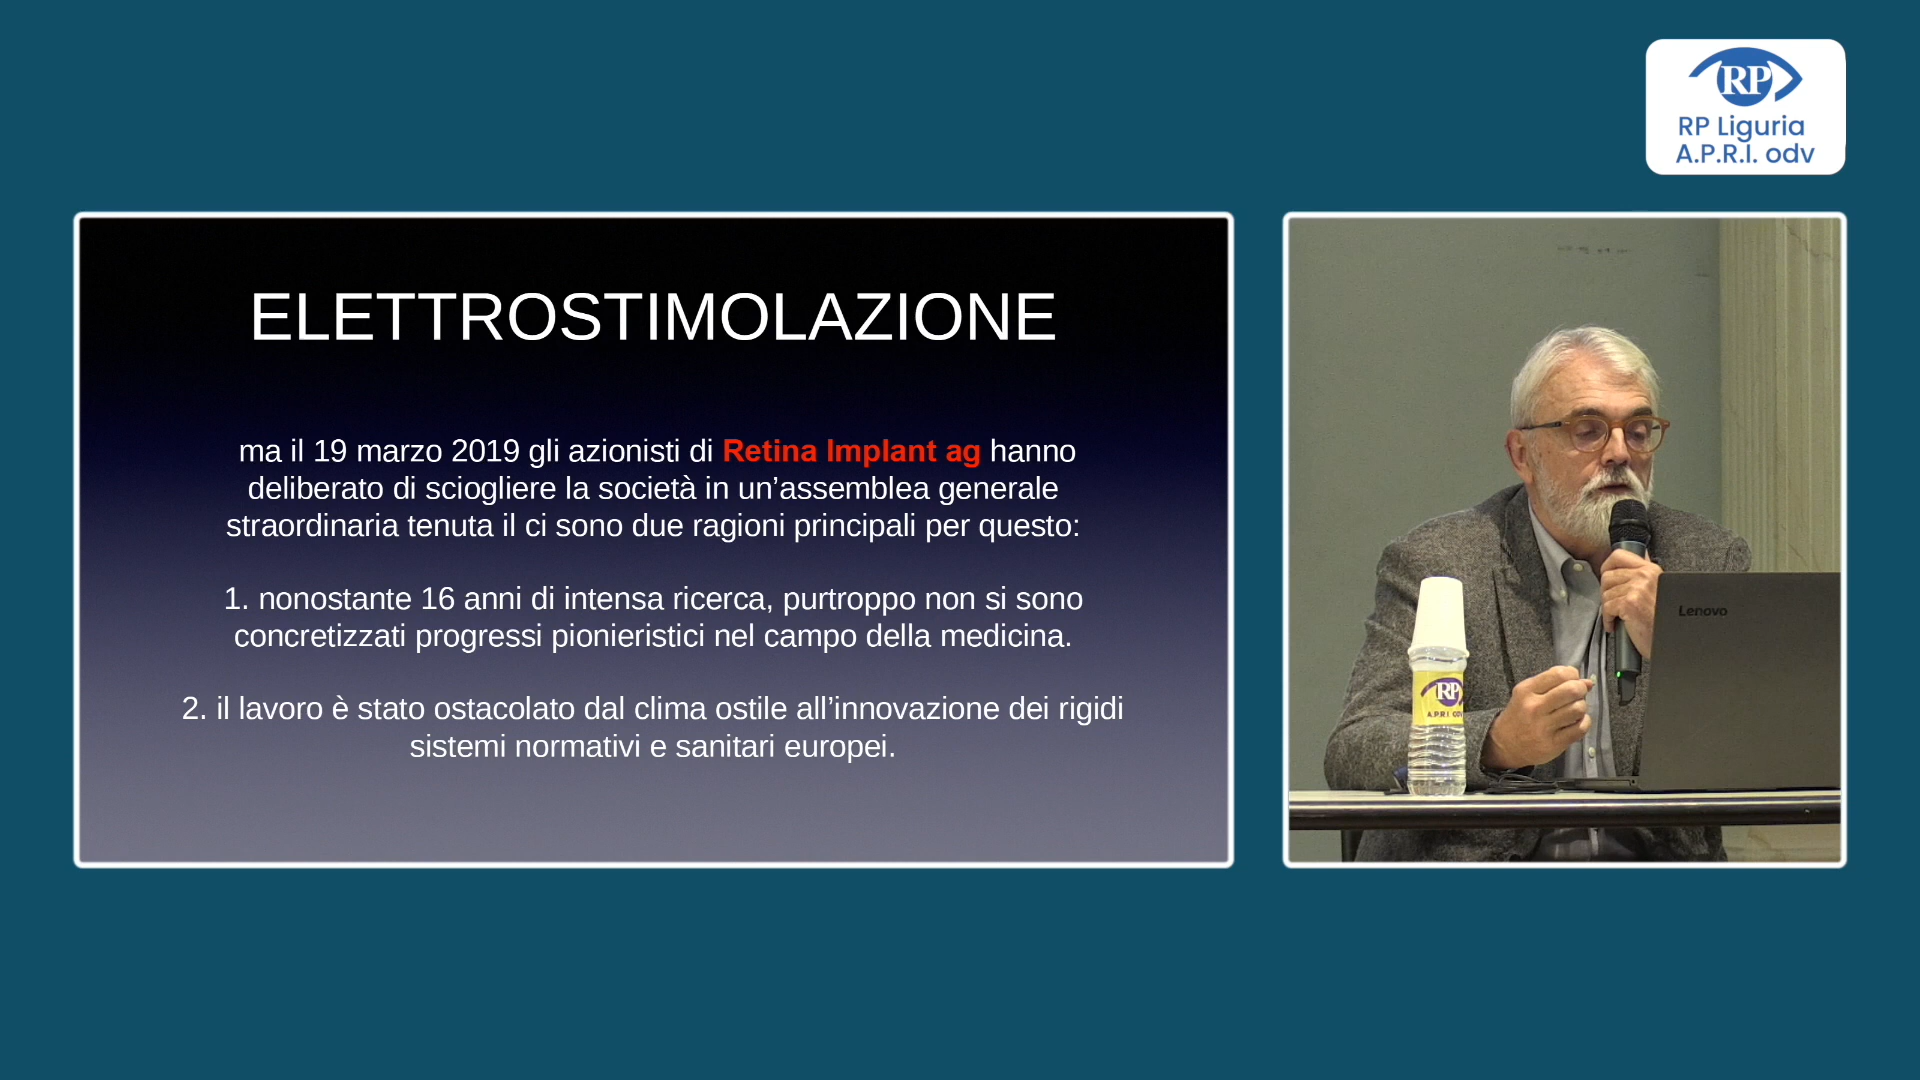 RP
RP Liguria
A.P.R.I. odv
ELETTROSTIMOLAZIONE
ma il 19 marzo 2019 gli azionisti di Retina Implant ag hanno
deliberato di sciogliere la società in un’assemblea generale
straordinaria tenuta il ci sono due ragioni principali per questo:
1. nonostante 16 anni di intensa ricerca, purtroppo non si sono
concretizzati progressi pionieristici nel campo della medicina.
2. il lavoro è stato ostacolato dal clima ostile all’innovazione dei rigidi
sistemi normativi e sanitari europei.
Lenovo
RP
A.P.R.I.